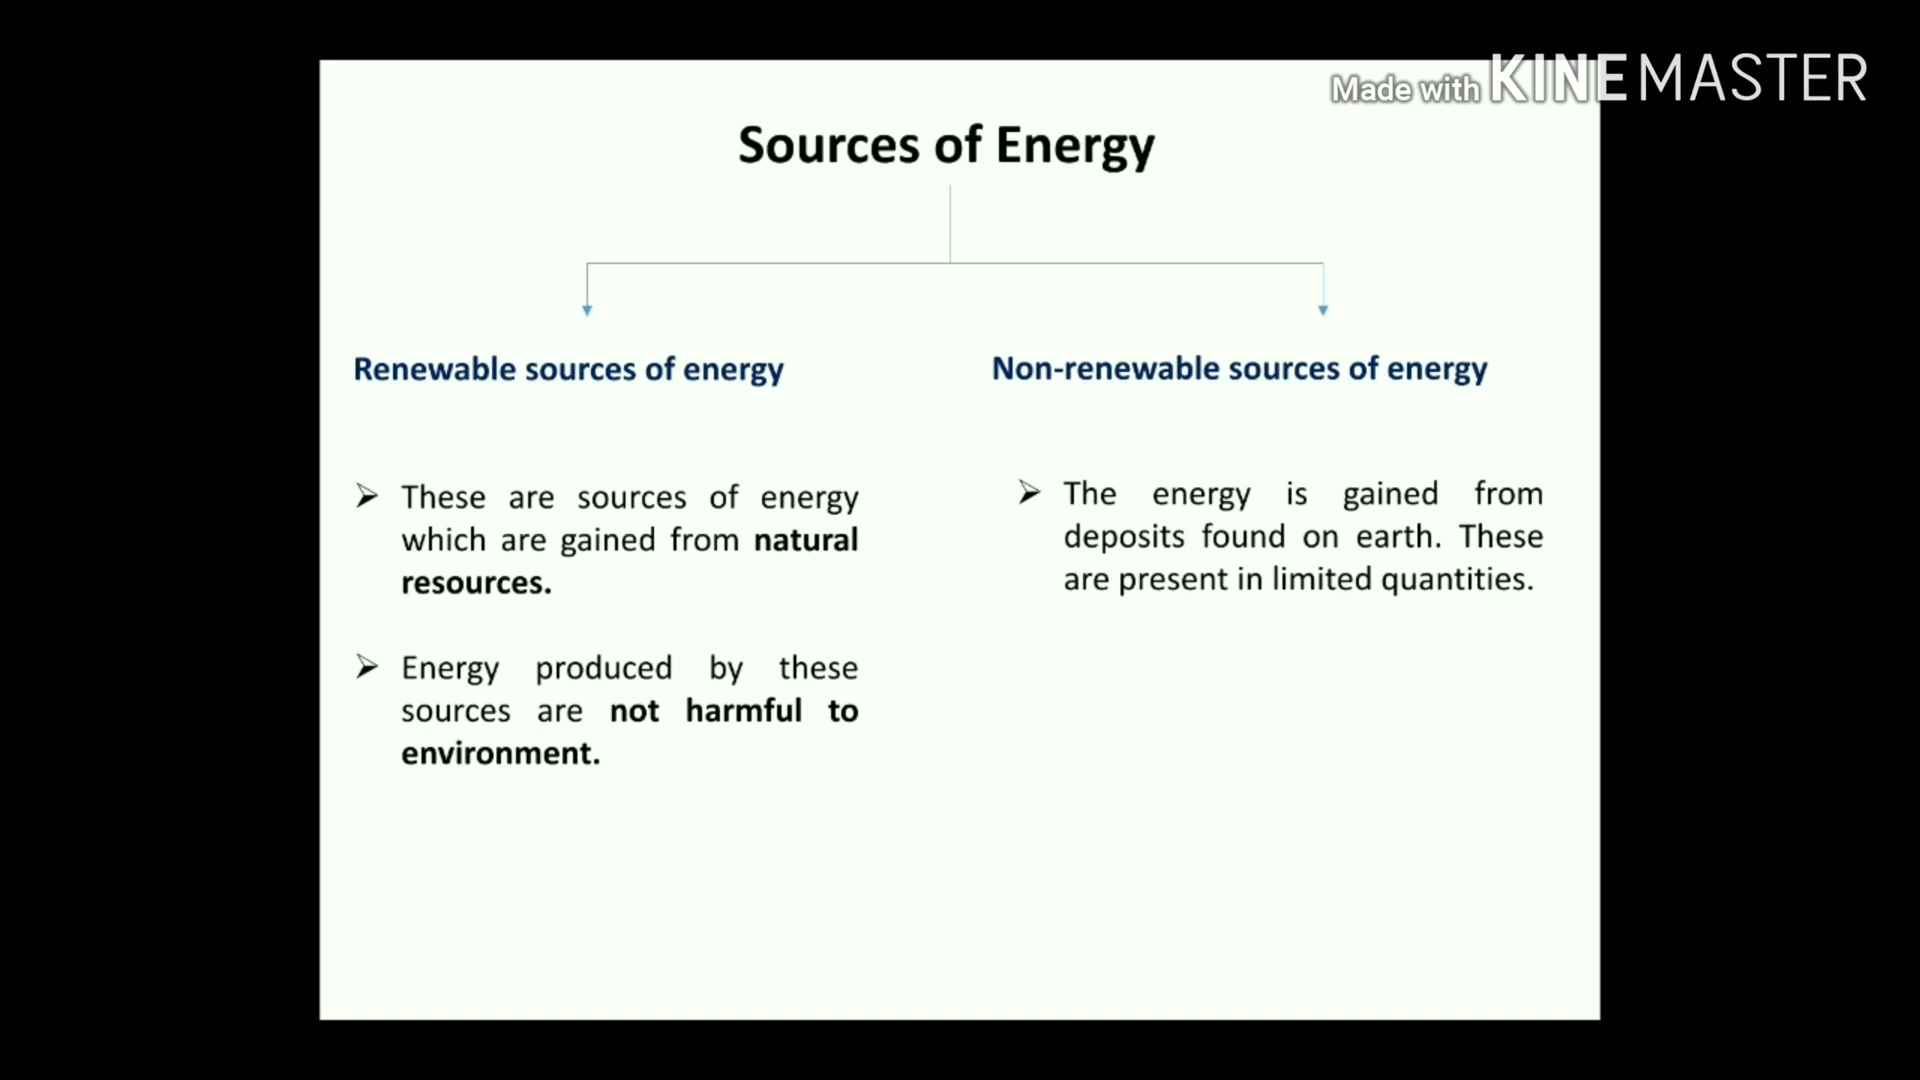 Made with KINEMASTER
Sources of Energy
Renewable sources of energy
These are sources of energy
which are gained from natural
resources.
Energy produced by these
sources are not harmful to
environment.
Non-renewable sources of energy
The energy is gained from
deposits found on earth. These
are present in limited quantities.